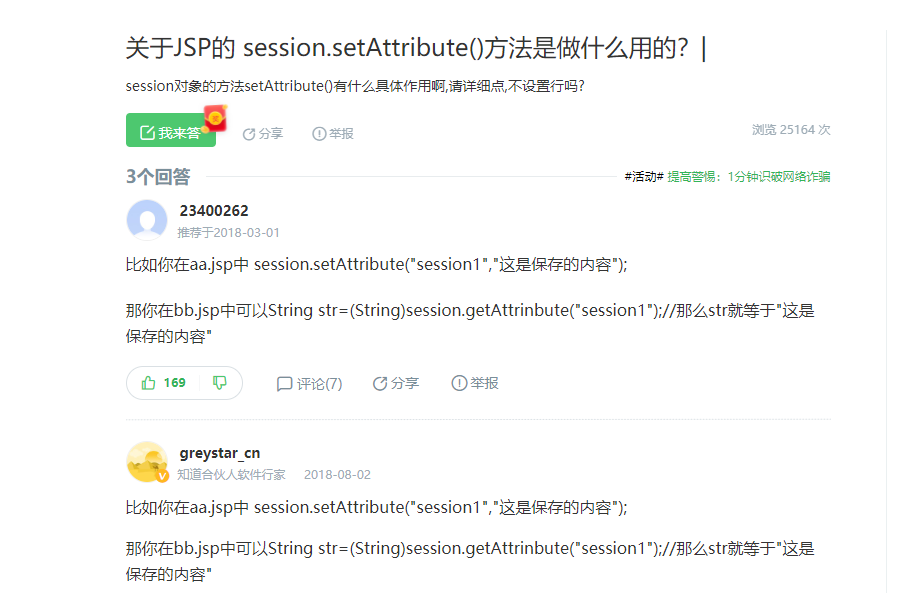 关于JSP的 session.setAttribute()方法是做什么用的？|
session对象的方法setAttribute()有什么具体作用啊,请详细点,不设置行吗?
我来答 分享 举报 浏览 25164 次
3个回答 #活动# 提高警惕：1分钟识破网络诈骗
23400262
推荐于2018-03-01
比如你在aa.jsp中 session.setAttribute("session1","这是保存的内容");
那你在bb.jsp中可以String str=(String)session.getAttrinbute("session1");//那么str就等于"这是
保存的内容"
169 评论(7) 分享 举报
greystar_cn
知道合伙人软件行家 2018-08-02
比如你在aa.jsp中 session.setAttribute("session1","这是保存的内容");
那你在bb.jsp中可以String str=(String)session.getAttrinbute("session1");//那么str就等于"这是
保存的内容"